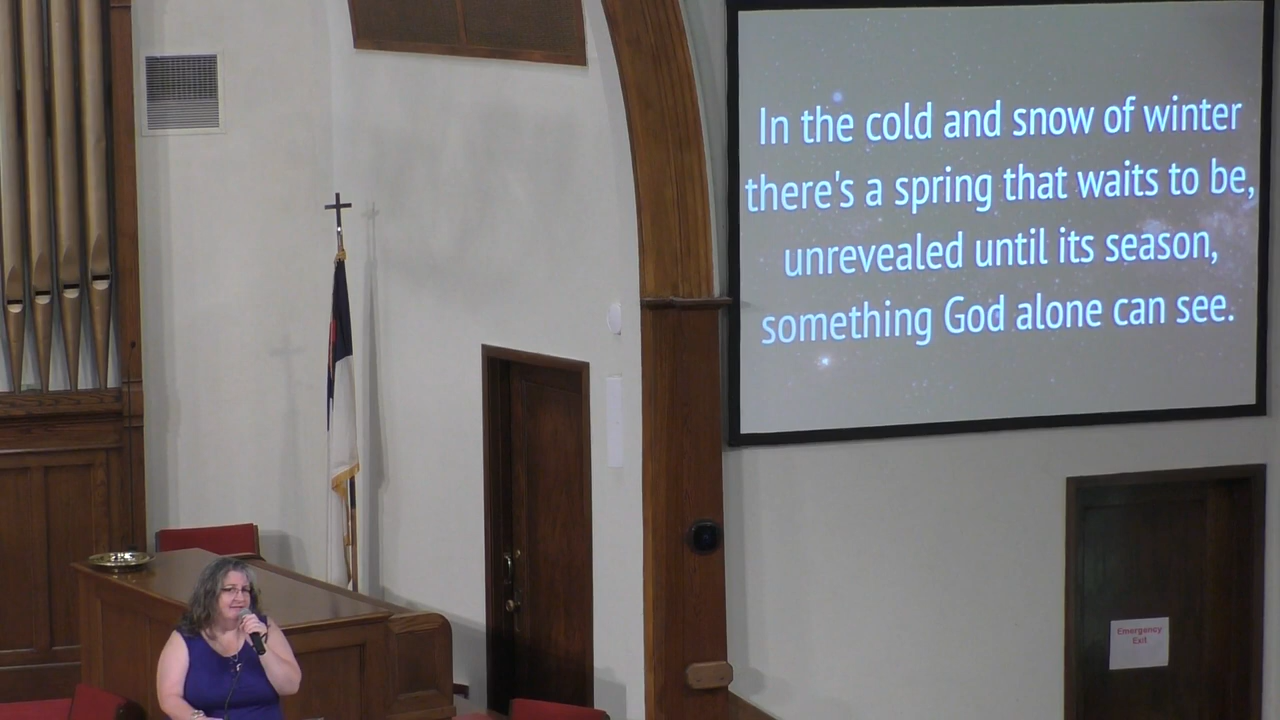 In the cold and snow of winter
there's a spring that waits to be,
unrevealed until its season,
something God alone can see.
Emergency
Exit